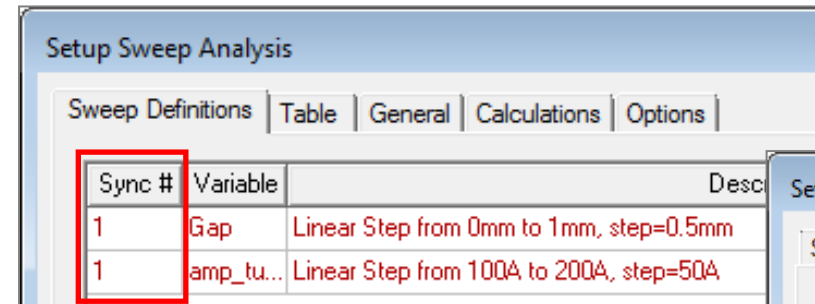 Setup Sweep Analysis
Sweep Definitions Table General Calculations Options
Sync # Variable Desc
1 Gap Linear Step from 0mm to 1mm, step=0.5mm
1 amp_tu... Linear Step from 100A to 200A, step=50A
Se